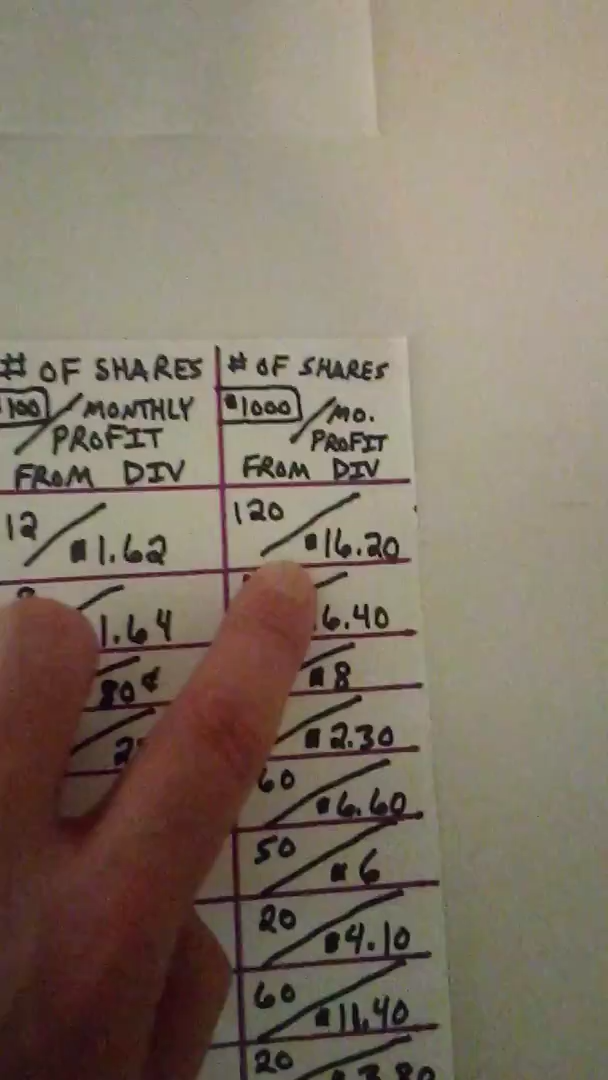 # OF SHARES
100 / MONTHLY
PROFIT
FROM DIV
# OF SHARES
$1000 / MO.
PROFIT
FROM DIV
12 / $1.62
120 / $16.20
1.64
6.40
80¢
$8
$2.30
60 / $6.60
50 / $6
20 / $4.10
60 / $11.40
20 / $3.80